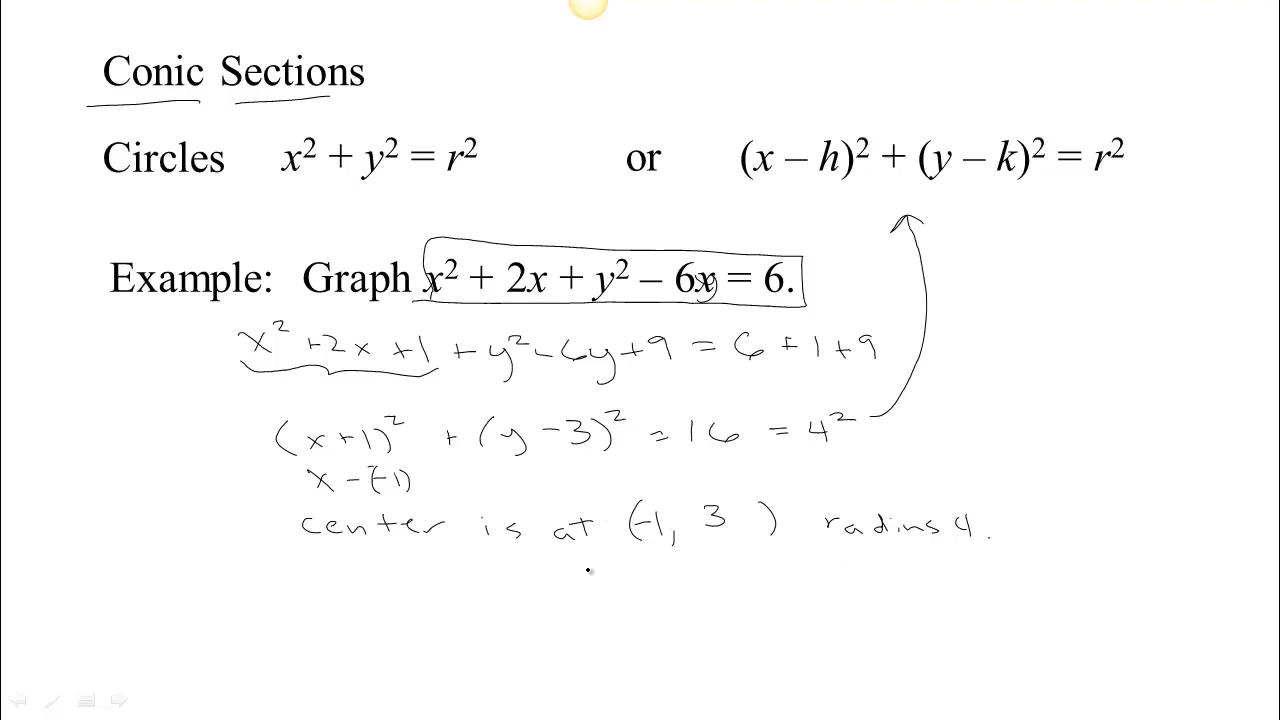 Conic Sections
Circles x² + y² = r² or (x – h)² + (y – k)² = r²
Example: Graph x² + 2x + y² – 6y = 6.
x² + 2x + 1 + y² - 6y + 9 = 6 + 1 + 9
(x + 1)² + (y - 3)² = 16 = 4²
x - (-1)
center is at (-1, 3) radius 4.